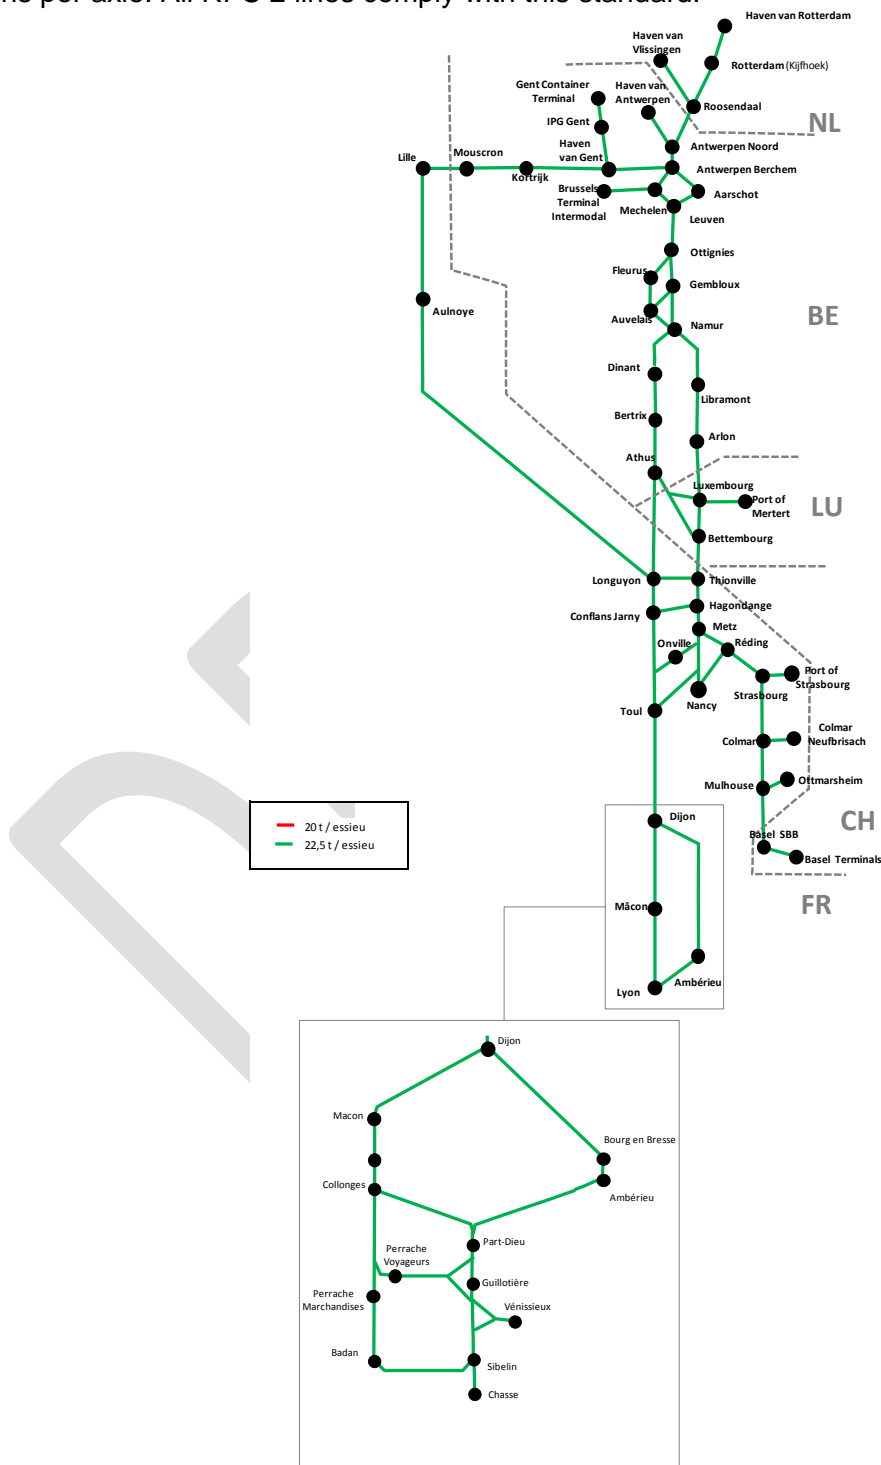 ns per axle. All RFC 2 lines comply with this standard.
Haven van Rotterdam
Haven van
Vlissingen
Rotterdam (Kijfhoek)
Gent Container
Terminal
Haven van
Antwerpen
Roosendaal
NL
IPG Gent
Haven
van Gent
Antwerpen Noord
Lille
Mouscron
Kortrijk
Antwerpen Berchem
Brussels
Terminal
Intermodal
Mechelen
Aarschot
Leuven
Ottignies
Fleurus
Gembloux
Aulnoye
Auvelais
Namur
BE
Dinant
Libramont
Bertrix
Arlon
Athus
Luxembourg
Port of
Mertert
LU
Bettembourg
Longuyon
Thionville
Conflans Jarny
Hagondange
Metz
Onville
Réding
Port of
Strasbourg
Strasbourg
Nancy
Toul
Colmar
Colmar
Neufbrisach
Mulhouse
Ottmarsheim
20 t / essieu
22,5 t / essieu
Dijon
CH
Basel SBB
Basel Terminals
FR
Mâcon
Ambérieu
Lyon
Dijon
Macon
Bourg en Bresse
Collonges
Ambérieu
Part-Dieu
Perrache
Voyageurs
Guillotière
Perrache
Marchandises
Vénissieux
Badan
Sibelin
Chasse